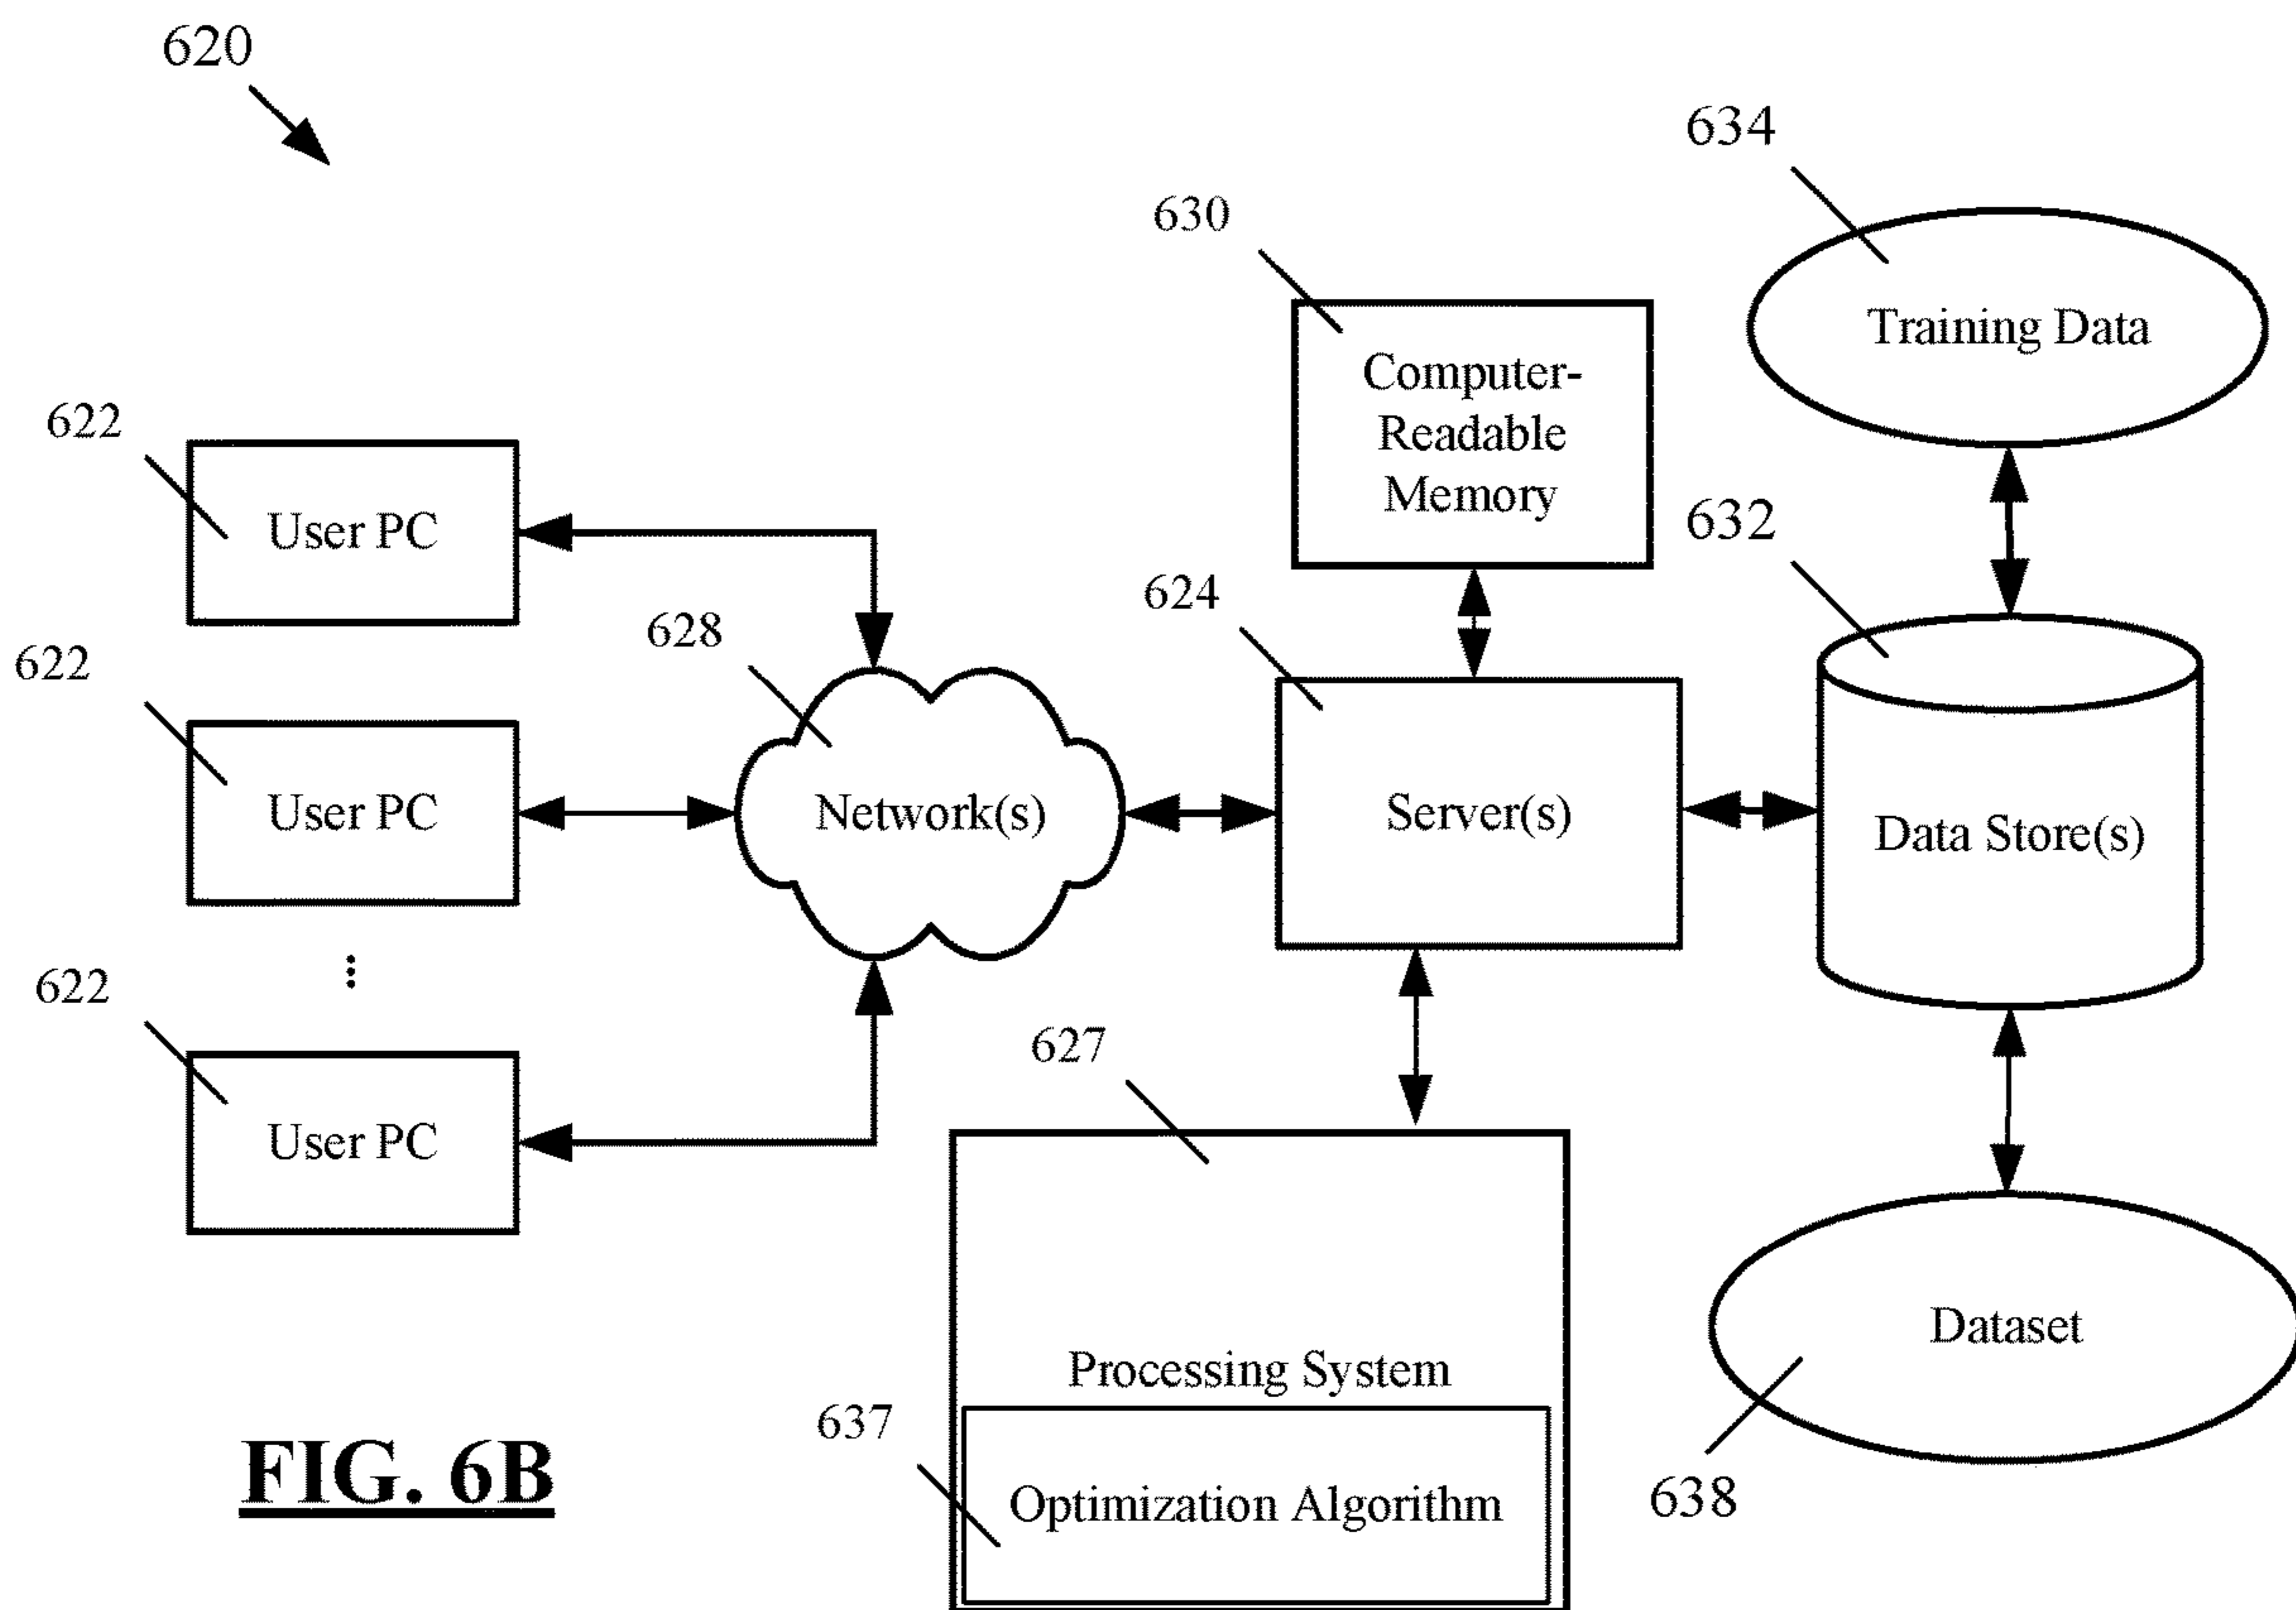 620
634
630
Training Data
Computer-
Readable
Memory
622
User PC
632
624
628
622
User PC
Network(s)
Server(s)
Data Store(s)
...
622
627
User PC
Dataset
Processing System
637
638
Optimization Algorithm
FIG. 6B